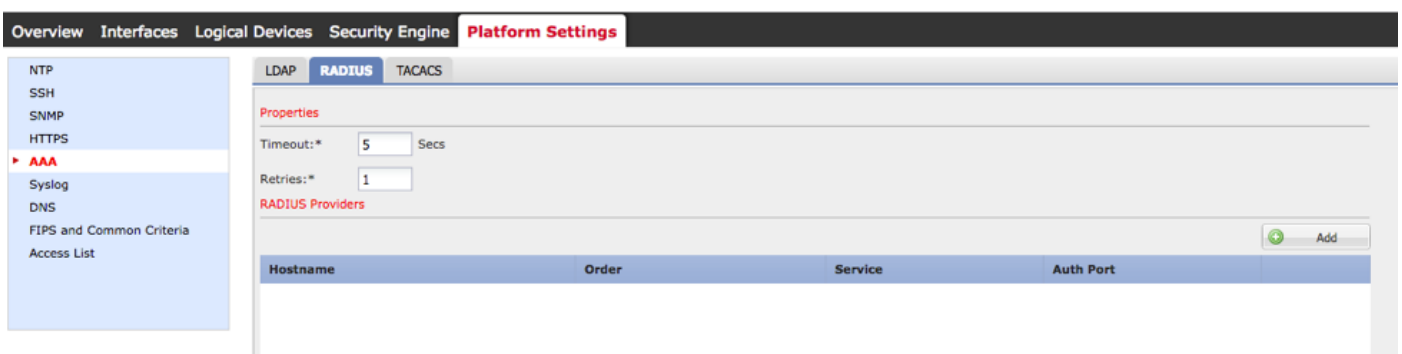 Overview Interfaces Logical Devices Security Engine Platform Settings
NTP
SSH
SNMP
HTTPS
AAA
Syslog
DNS
FIPS and Common Criteria
Access List
LDAP RADIUS TACACS
Properties
Timeout:* 5 Secs
Retries:* 1
RADIUS Providers
Add
Hostname Order Service Auth Port